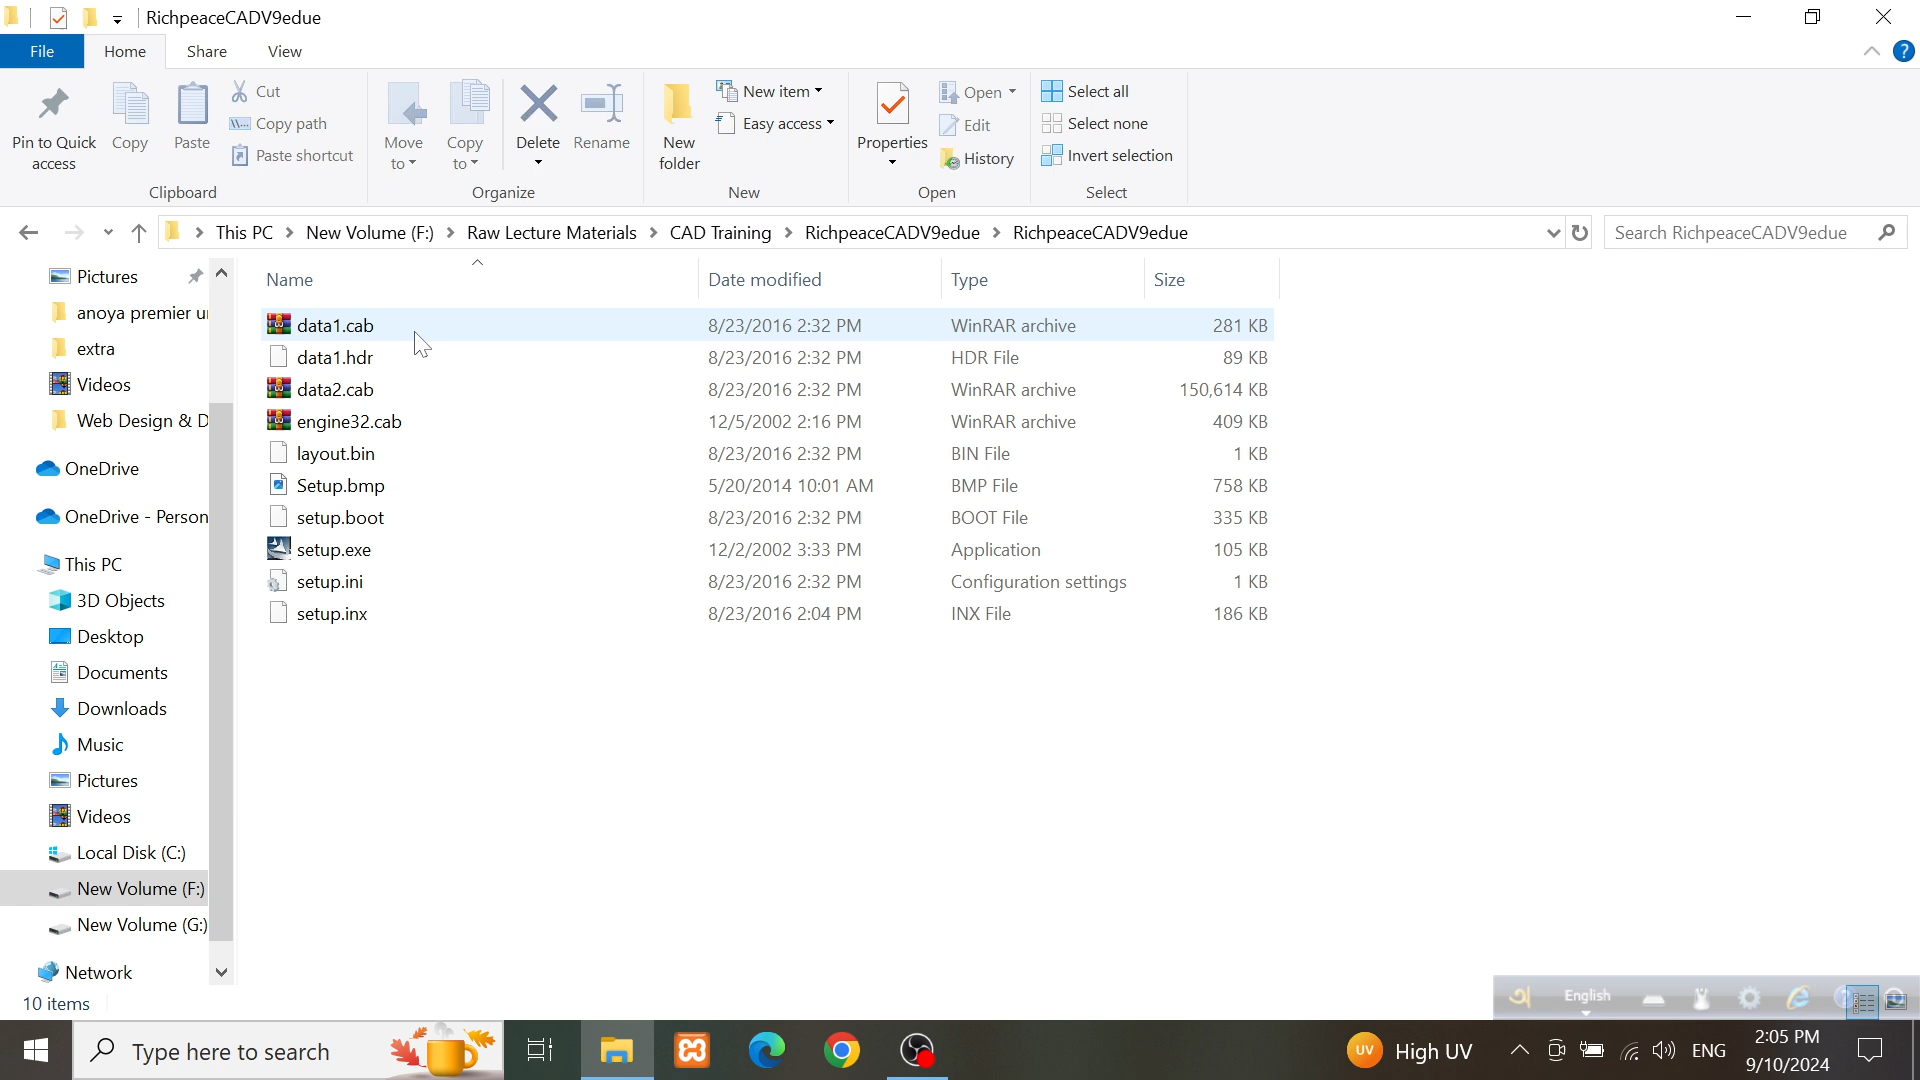 RichpeaceCADV9edue
File Home Share View
Pin to Quick access
Copy
Paste
Cut
Copy path
Paste shortcut
Clipboard
Move to
Copy to
Delete
Rename
Organize
New folder
New item
Easy access
New
Properties
Open
Edit
History
Open
Select all
Select none
Invert selection
Select
This PC New Volume (F:) Raw Lecture Materials CAD Training RichpeaceCADV9edue RichpeaceCADV9edue
Search RichpeaceCADV9edue
Pictures
anoya premier u
extra
Videos
Web Design & D
OneDrive
OneDrive - Person
This PC
3D Objects
Desktop
Documents
Downloads
Music
Pictures
Videos
Local Disk (C:)
New Volume (F:)
New Volume (G:)
Network
Name Date modified Type Size
data1.cab 8/23/2016 2:32 PM WinRAR archive 281 KB
data1.hdr 8/23/2016 2:32 PM HDR File 89 KB
data2.cab 8/23/2016 2:32 PM WinRAR archive 150,614 KB
engine32.cab 12/5/2002 2:16 PM WinRAR archive 409 KB
layout.bin 8/23/2016 2:32 PM BIN File 1 KB
Setup.bmp 5/20/2014 10:01 AM BMP File 758 KB
setup.boot 8/23/2016 2:32 PM BOOT File 335 KB
setup.exe 12/2/2002 3:33 PM Application 105 KB
setup.ini 8/23/2016 2:32 PM Configuration settings 1 KB
setup.inx 8/23/2016 2:04 PM INX File 186 KB
10 items
English
Type here to search
UV High UV
ENG
2:05 PM
9/10/2024